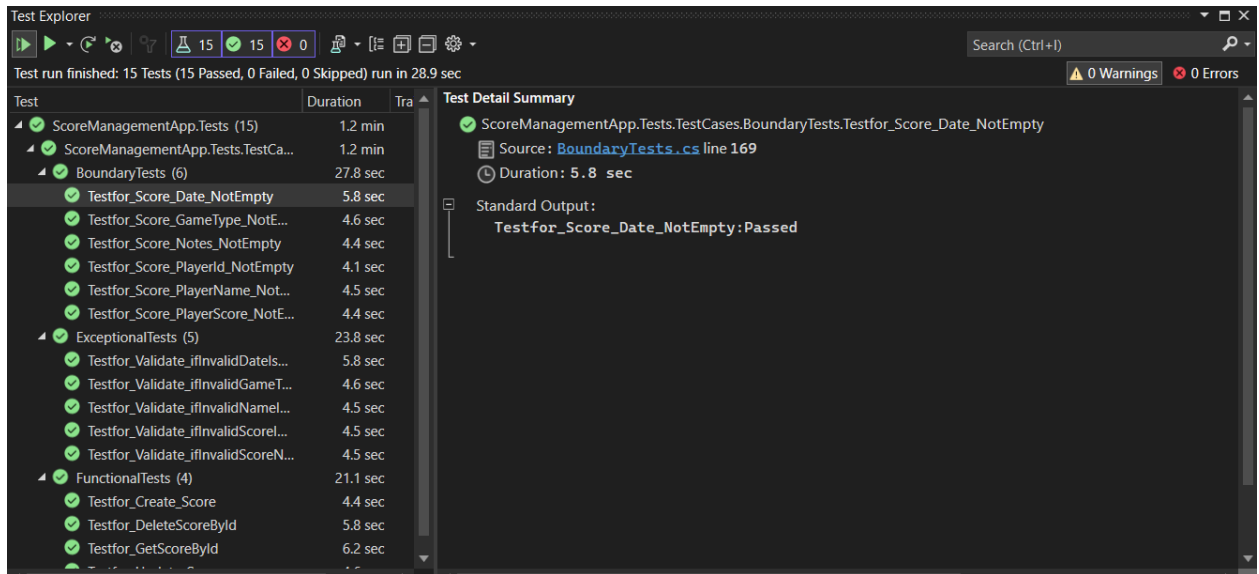 Test Explorer
15 15 0
Search (Ctrl+I)
Test run finished: 15 Tests (15 Passed, 0 Failed, 0 Skipped) run in 28.9 sec
0 Warnings 0 Errors
Test Duration Tra
ScoreManagementApp.Tests (15) 1.2 min
ScoreManagementApp.Tests.TestCa... 1.2 min
BoundaryTests (6) 27.8 sec
Testfor_Score_Date_NotEmpty 5.8 sec
Testfor_Score_GameType_NotE... 4.6 sec
Testfor_Score_Notes_NotEmpty 4.4 sec
Testfor_Score_PlayerId_NotEmpty 4.1 sec
Testfor_Score_PlayerName_Not... 4.5 sec
Testfor_Score_PlayerScore_NotE... 4.4 sec
ExceptionalTests (5) 23.8 sec
Testfor_Validate_ifInvalidDateIs... 5.8 sec
Testfor_Validate_ifInvalidGameT... 4.6 sec
Testfor_Validate_ifInvalidNameI... 4.5 sec
Testfor_Validate_ifInvalidScoreI... 4.5 sec
Testfor_Validate_ifInvalidScoreN... 4.5 sec
FunctionalTests (4) 21.1 sec
Testfor_Create_Score 4.4 sec
Testfor_DeleteScoreById 5.8 sec
Testfor_GetScoreById 6.2 sec
Test Detail Summary
ScoreManagementApp.Tests.TestCases.BoundaryTests.Testfor_Score_Date_NotEmpty
Source: BoundaryTests.cs line 169
Duration: 5.8 sec
Standard Output:
Testfor_Score_Date_NotEmpty:Passed